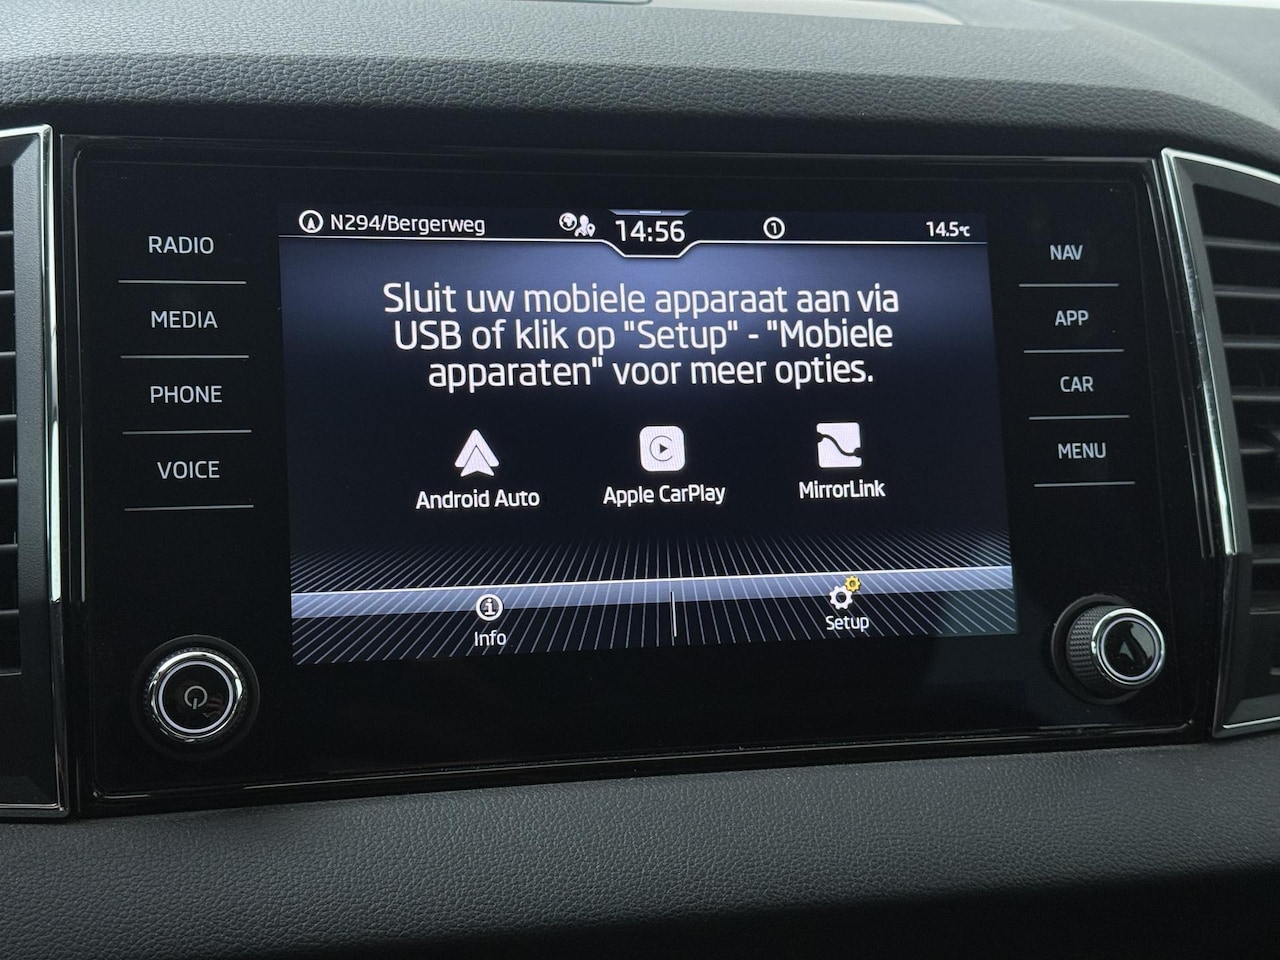 N294/Bergerweg
14:56
1
14.5°C
RADIO
MEDIA
PHONE
VOICE
Sluit uw mobiele apparaat aan via
USB of klik op "Setup" - "Mobiele
apparaten" voor meer opties.
Android Auto
Apple CarPlay
MirrorLink
Info
Setup
NAV
APP
CAR
MENU